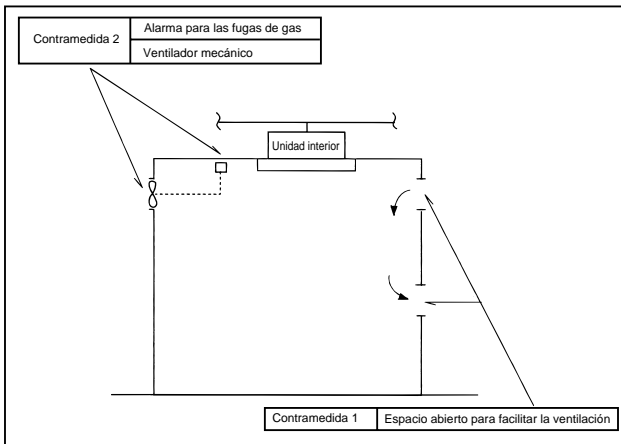 Contramedida 2
Alarma para las fugas de gas
Ventilador mecánico
Unidad interior
Contramedida 1
Espacio abierto para facilitar la ventilación